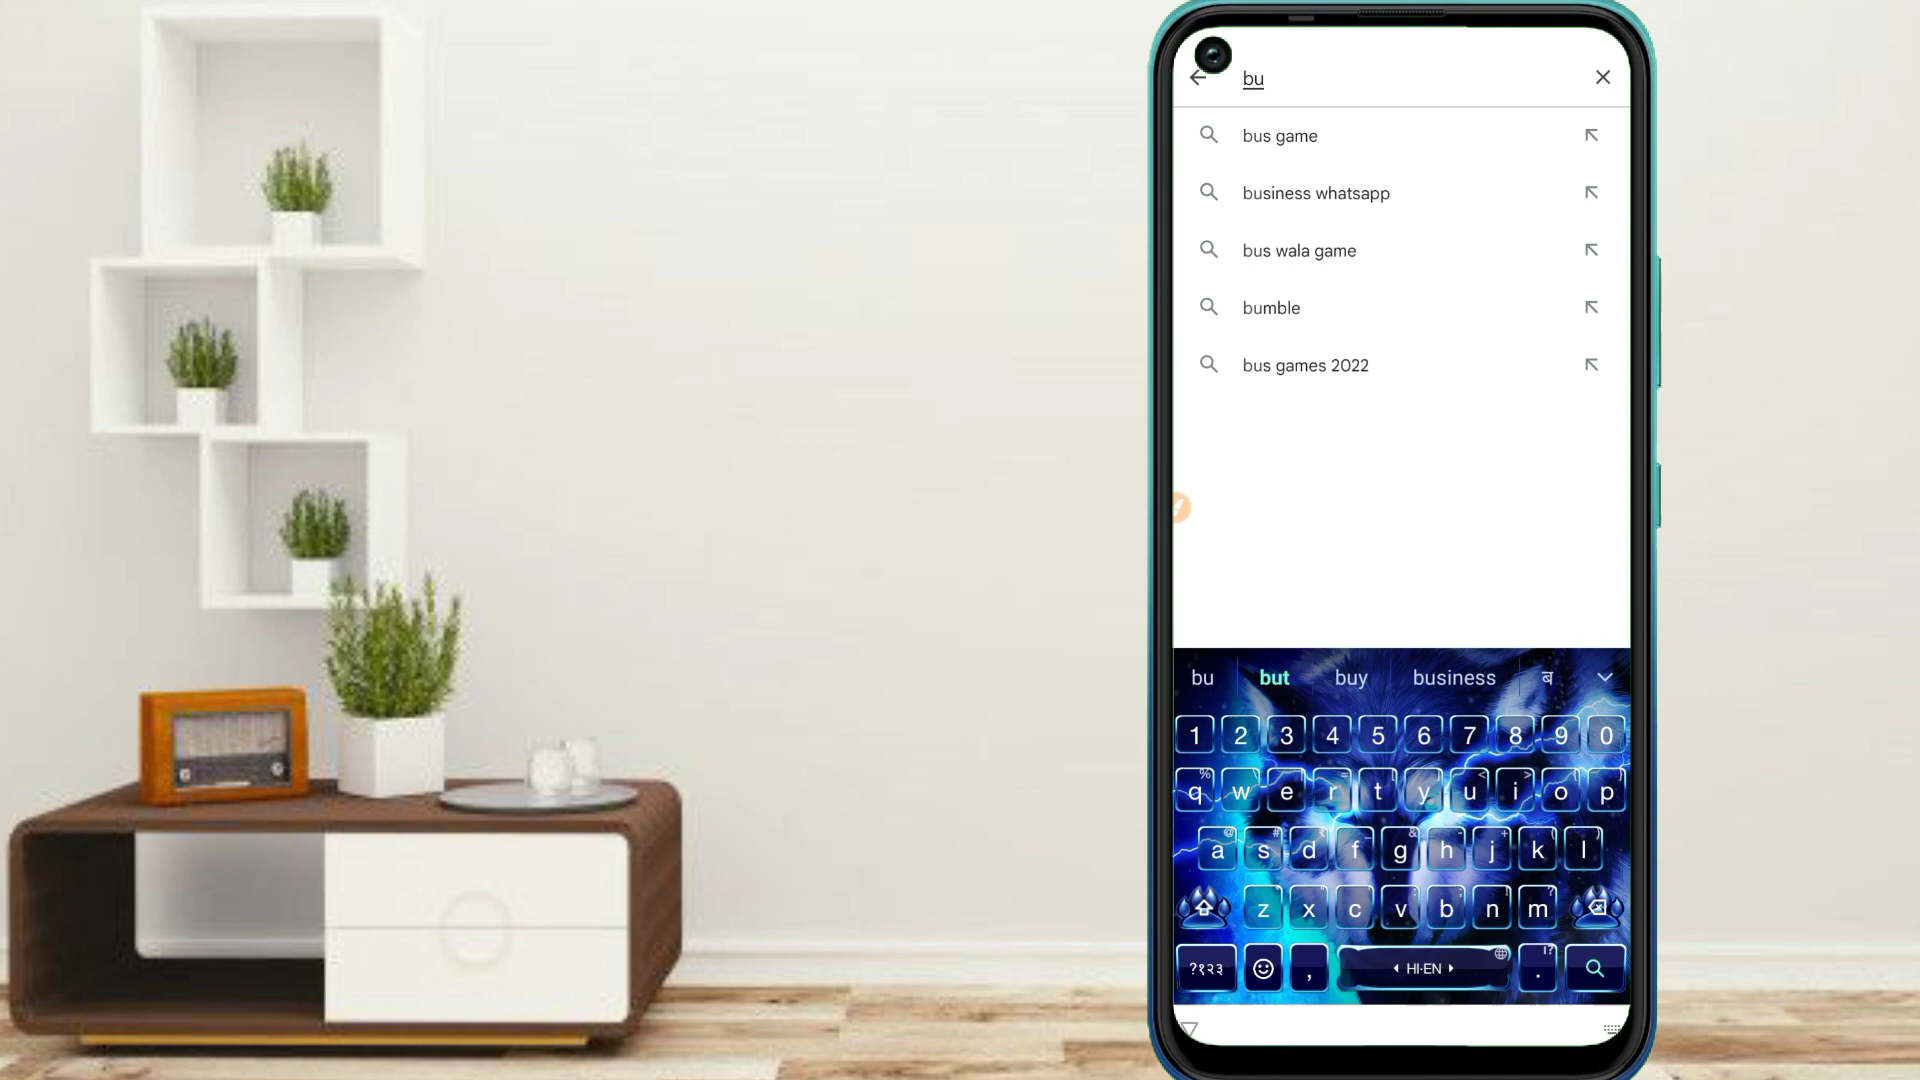 bu
bus game
business whatsapp
bus wala game
bumble
bus games 2022
bu but buy business ब
1 2 3 4 5 6 7 8 9 0
q w e r t y u i o p
a s d f g h j k l
z x c v b n m
?१२३ , HI·EN . !?